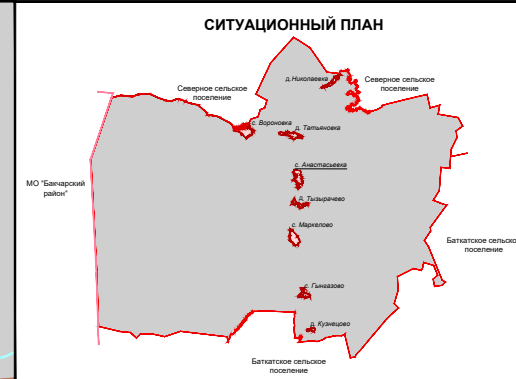 СИТУАЦИОННЫЙ ПЛАН
д.Николаевка
Северное сельское
поселение
Северное сельское
поселение
с. Вороновка
д. Татьяновка
с. Анастасьевка
МО "Бакчарский
район"
д. Тызырачево
с. Маркелово
Баткатское сельско
поселение
с. Гынгазово
д. Кузнецово
Баткатское сельское
поселение